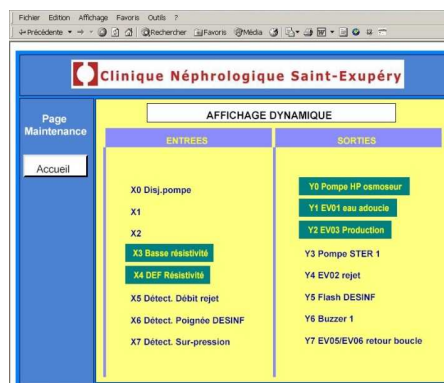 Fichier Edition Affichage Favoris Outils ?
Précédente Rechercher Favoris Média
Clinique Néphrologique Saint-Exupéry
Page
Maintenance
Accueil
AFFICHAGE DYNAMIQUE
ENTREES
X0 Disj.pompe
X1
X2
X3 Basse résistivité
X4 DEF Résistivité
X5 Détect. Débit rejet
X6 Détect. Poignée DESINF
X7 Détect. Sur-pression
SORTIES
Y0 Pompe HP osmoseur
Y1 EV01 eau adoucie
Y2 EV03 Production
Y3 Pompe STER 1
Y4 EV02 rejet
Y5 Flash DESINF
Y6 Buzzer 1
Y7 EV05/EV06 retour boucle